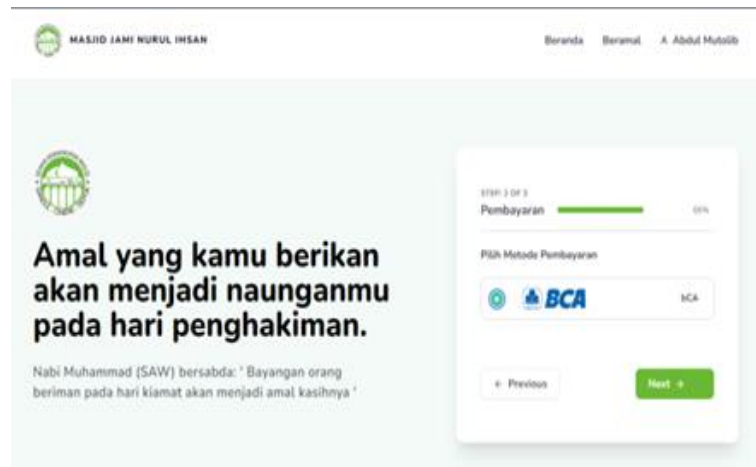 MASJID JAMI NURUL IHSAN
Beranda Beramal A Abdul Mutolib
Amal yang kamu berikan
akan menjadi naunganmu
pada hari penghakiman.
Nabi Muhammad (SAW) bersabda: ' Bayangan orang
beriman pada hari kiamat akan menjadi amal kasihnya '
Pembayaran
Pilih Metode Pembayaran
BCA bCA
← Previous Next →